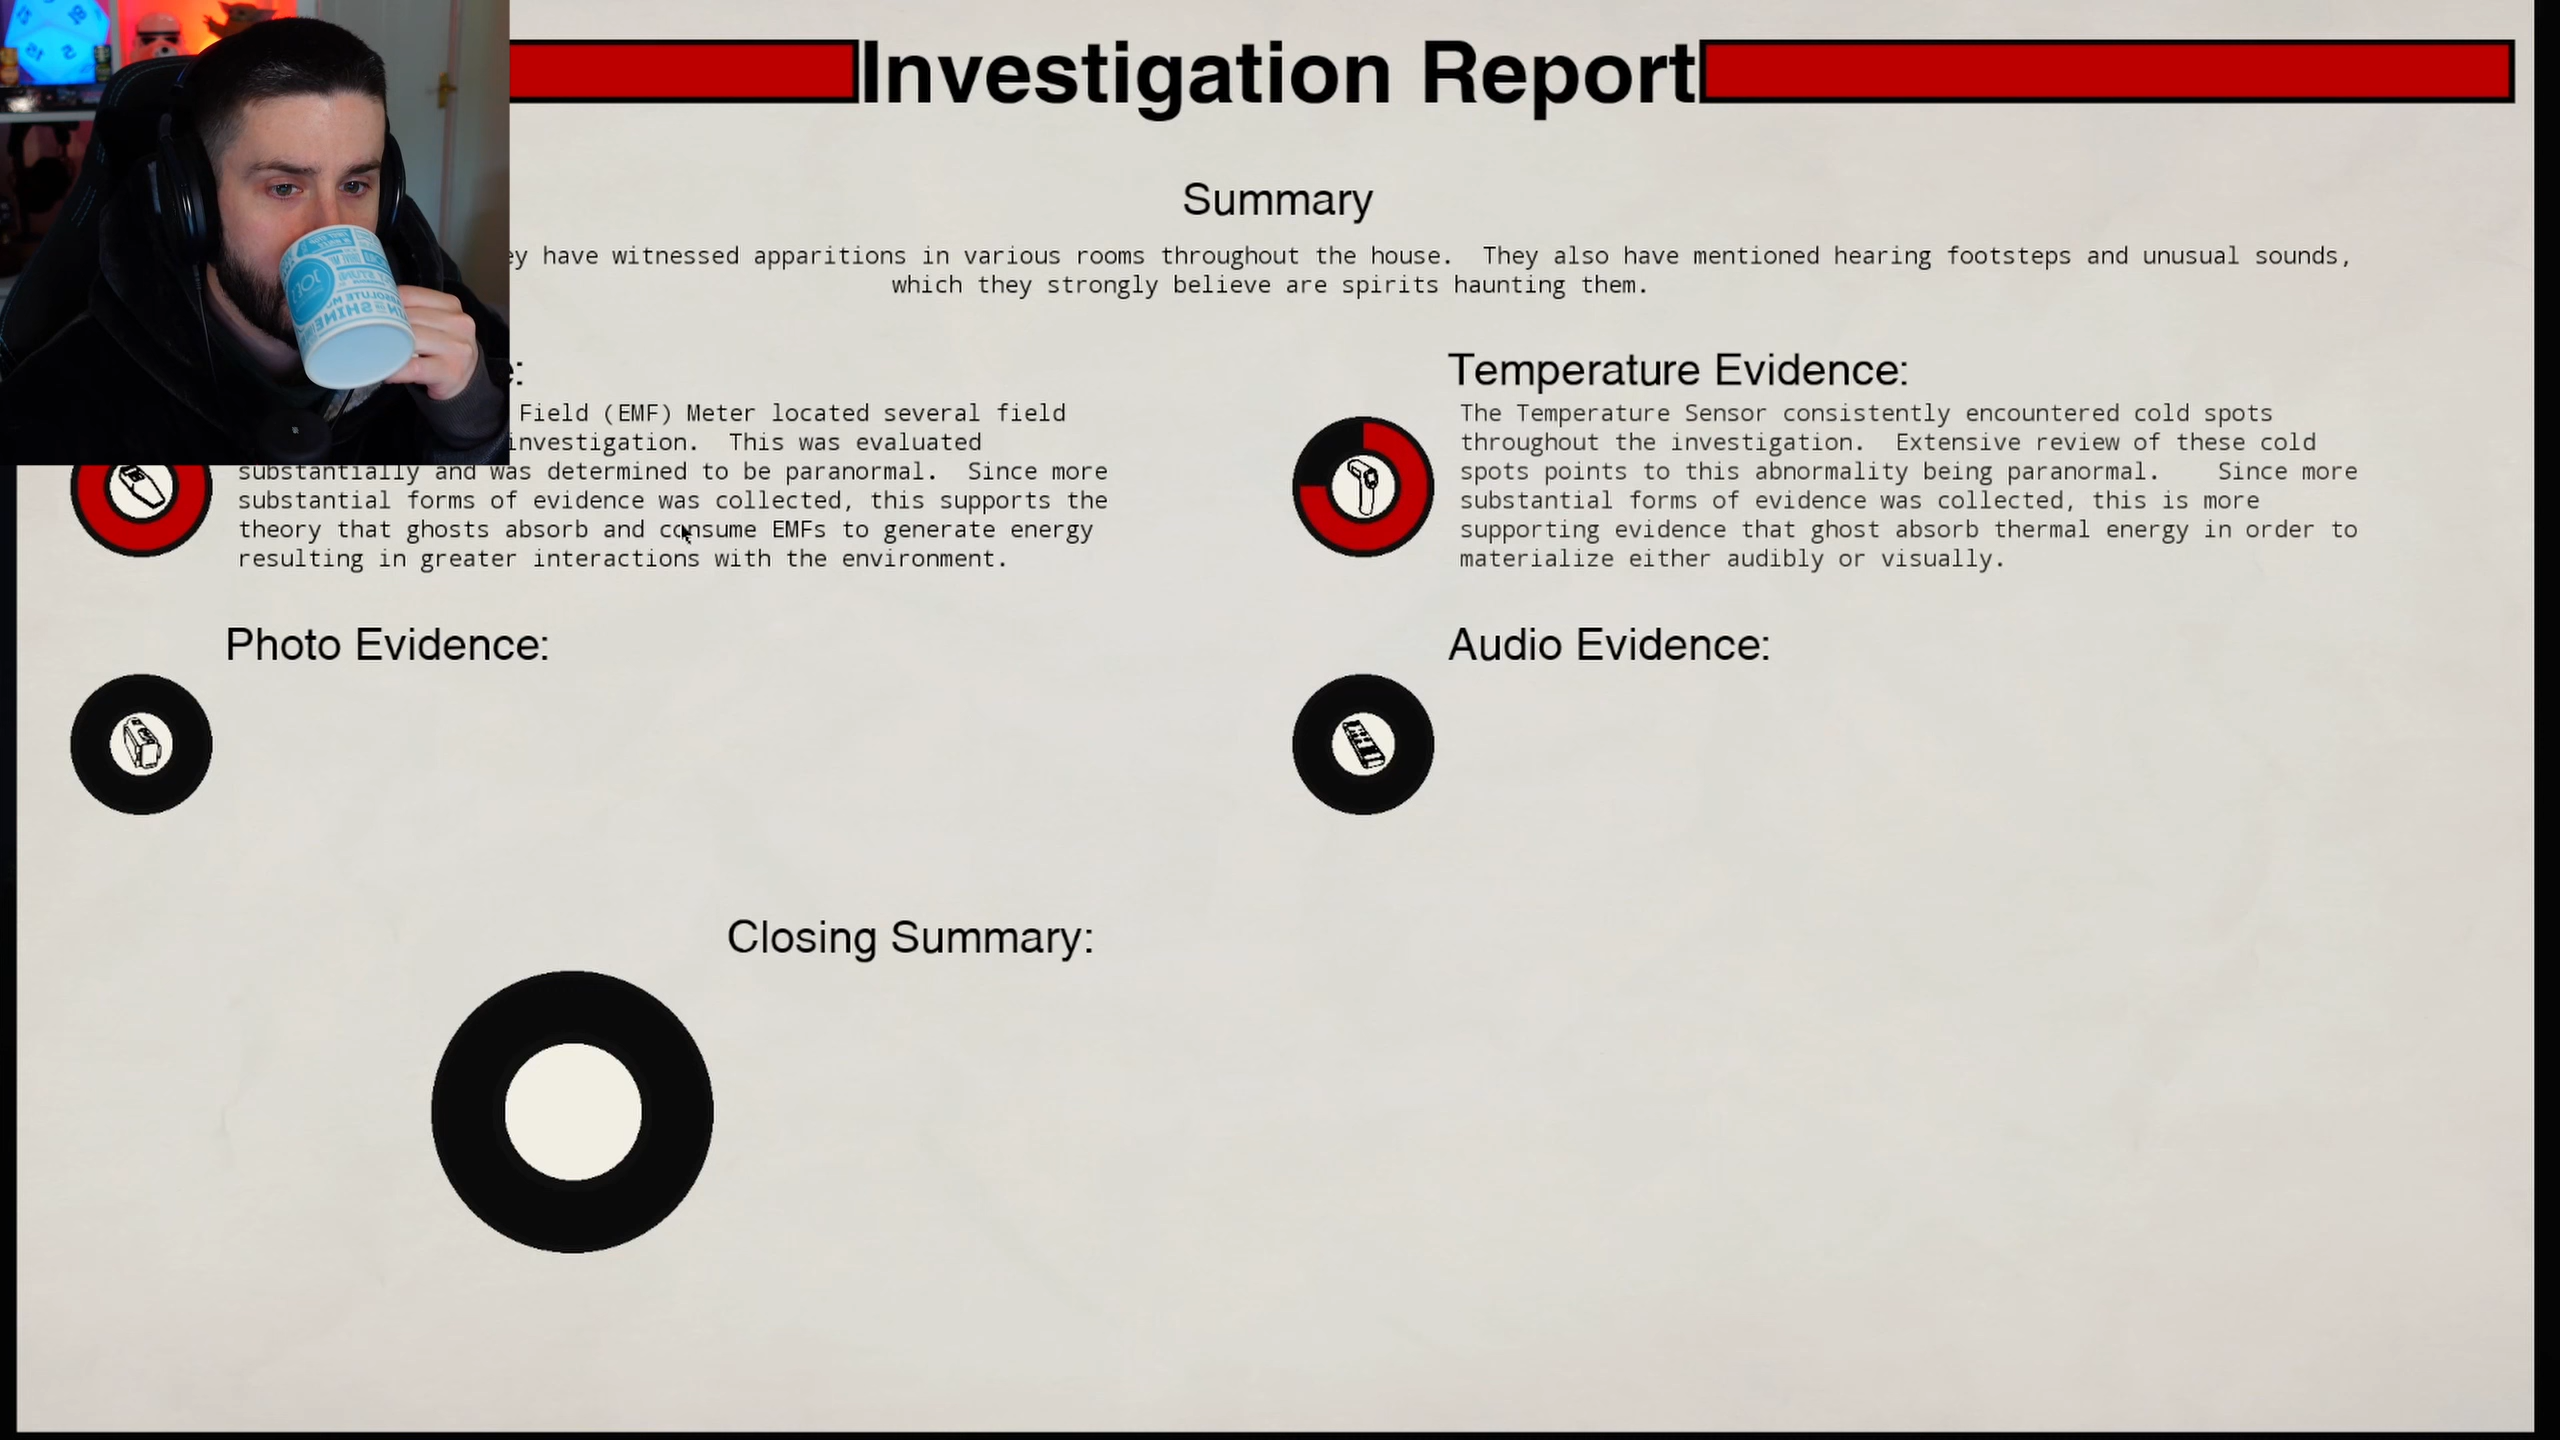 Investigation Report
Summary
have witnessed apparitions in various rooms throughout the house.  They also have mentioned hearing footsteps and unusual sounds,
which they strongly believe are spirits haunting them.
Field (EMF) Meter located several field
investigation.  This was evaluated
substantially and was determined to be paranormal.  Since more
substantial forms of evidence was collected, this supports the
theory that ghosts absorb and consume EMFs to generate energy
resulting in greater interactions with the environment.
Temperature Evidence:
The Temperature Sensor consistently encountered cold spots
throughout the investigation.  Extensive review of these cold
spots points to this abnormality being paranormal.    Since more
substantial forms of evidence was collected, this is more
supporting evidence that ghost absorb thermal energy in order to
materialize either audibly or visually.
Photo Evidence:
Audio Evidence:
Closing Summary: